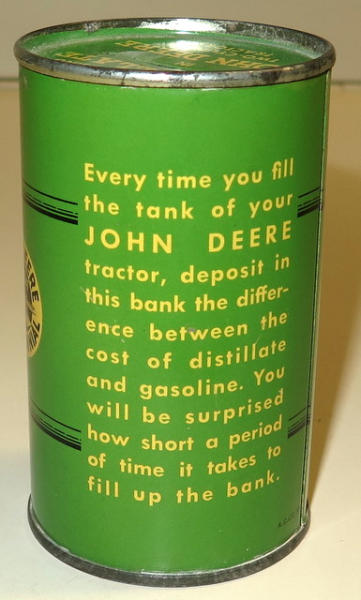 Every time you fill
the tank of your
JOHN DEERE
tractor, deposit in
this bank the differ-
ence between the
cost of distillate
and gasoline. You
will be surprised
how short a period
of time it takes to
fill up the bank.